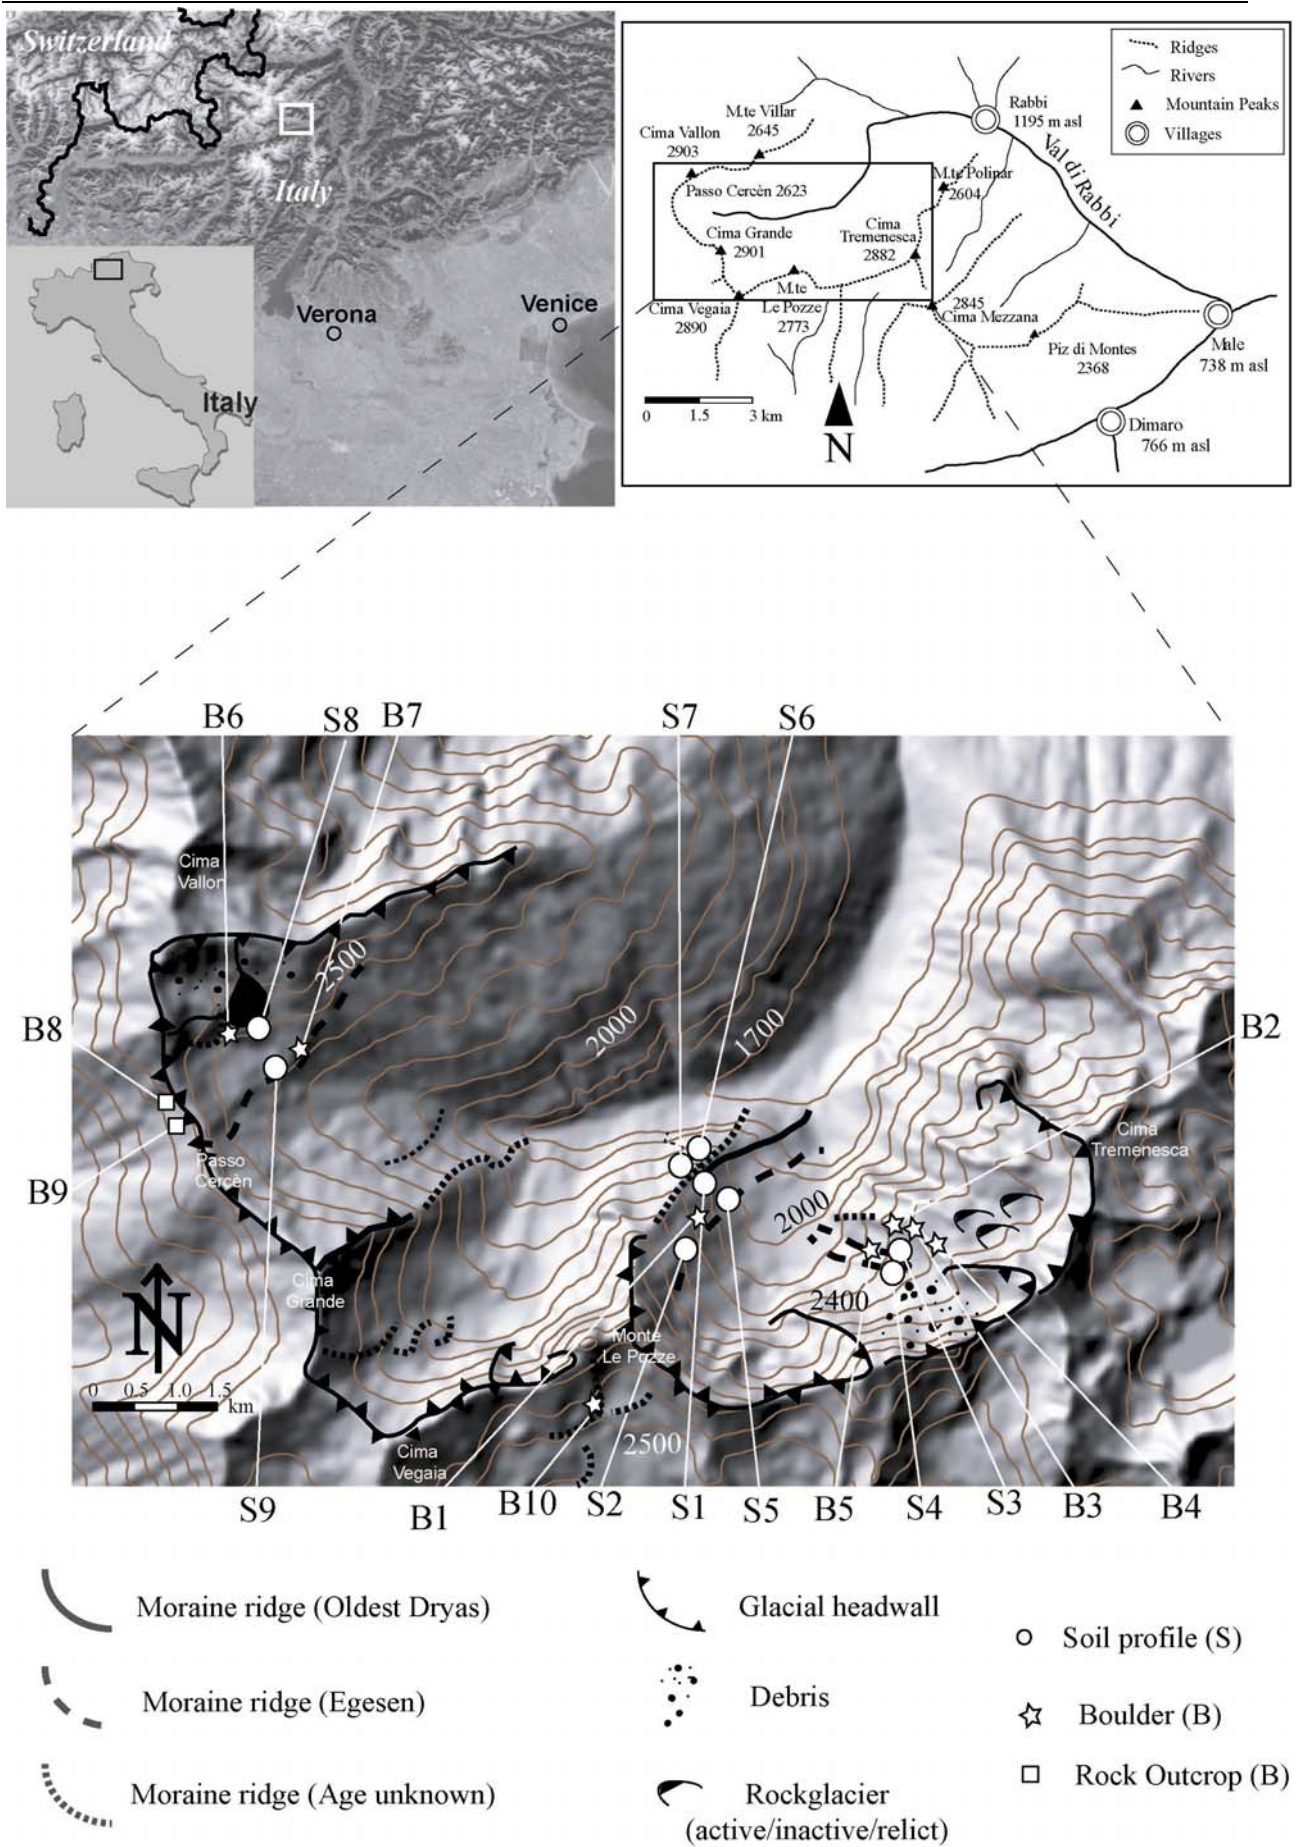 Switzerland
Italy
Verona
Venice
Italy
Ridges
Rivers
Mountain Peaks
Villages
Rabbi
1195 m asl
M.te Villar
2645
Cima Vallon
2903
Val di Rabbi
M.te Polinar
2604
Passo Cercèn 2623
Cima
Tremenesca
2882
Cima Grande
2901
M.te
Le Pozze
2773
Cima Vegaia
2890
2845
Cima Mezzana
Piz di Montes
2368
Male
738 m asl
Dimaro
766 m asl
0 1.5 3 km
N
B6 S8 B7 S7 S6
Cima
Vallon
2500
2000
1700
B8
B2
Passo
Cercèn
B9
Cima
Tremenesca
2000
Cima
Grande
2400
N
Monte
Le Pozze
0 0.5 1.0 1.5
km
2500
Cima
Vegaia
S9 B1 B10 S2 S1 S5 B5 S4 S3 B3 B4
Moraine ridge (Oldest Dryas)
Glacial headwall
Soil profile (S)
Moraine ridge (Egesen)
Debris
Boulder (B)
Moraine ridge (Age unknown)
Rockglacier
(active/inactive/relict)
Rock Outcrop (B)